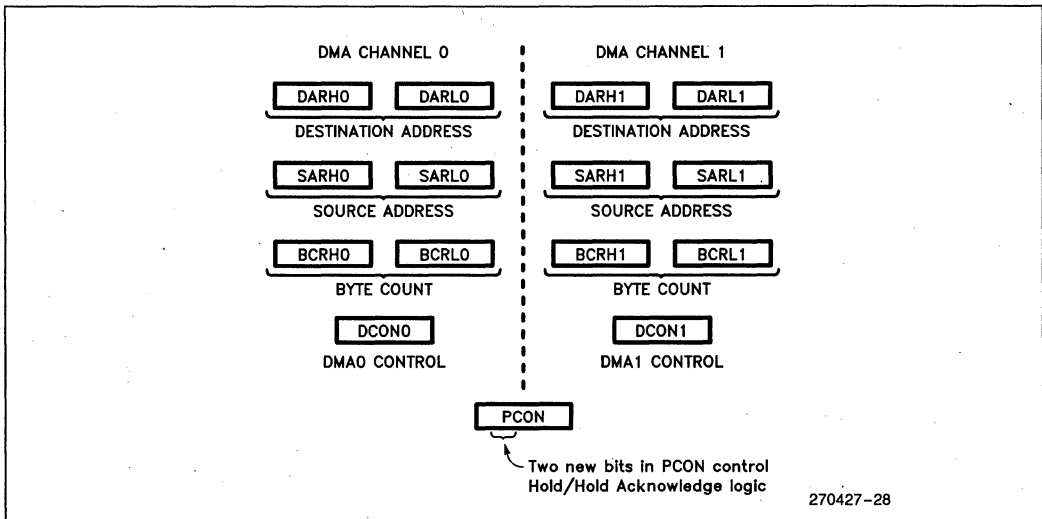 DMA CHANNEL 0
DMA CHANNEL 1
DARH0 DARL0
DARH1 DARL1
DESTINATION ADDRESS
DESTINATION ADDRESS
SARH0 SARL0
SARH1 SARL1
SOURCE ADDRESS
SOURCE ADDRESS
BCRH0 BCRL0
BCRH1 BCRL1
BYTE COUNT
BYTE COUNT
DCON0
DCON1
DMA0 CONTROL
DMA1 CONTROL
PCON
Two new bits in PCON control
Hold/Hold Acknowledge logic
270427-28